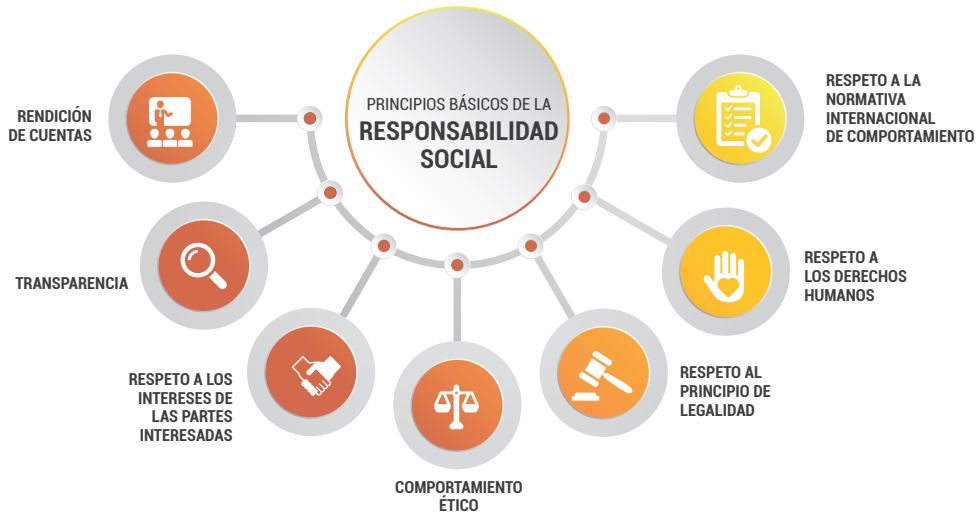 PRINCIPIOS BÁSICOS DE LA
RESPONSABILIDAD
SOCIAL
RENDICIÓN
DE CUENTAS
TRANSPARENCIA
RESPETO A LOS
INTERESES DE
LAS PARTES
INTERESADAS
COMPORTAMIENTO
ÉTICO
RESPETO AL
PRINCIPIO DE
LEGALIDAD
RESPETO A
LOS DERECHOS
HUMANOS
RESPETO A LA
NORMATIVA
INTERNACIONAL
DE COMPORTAMIENTO